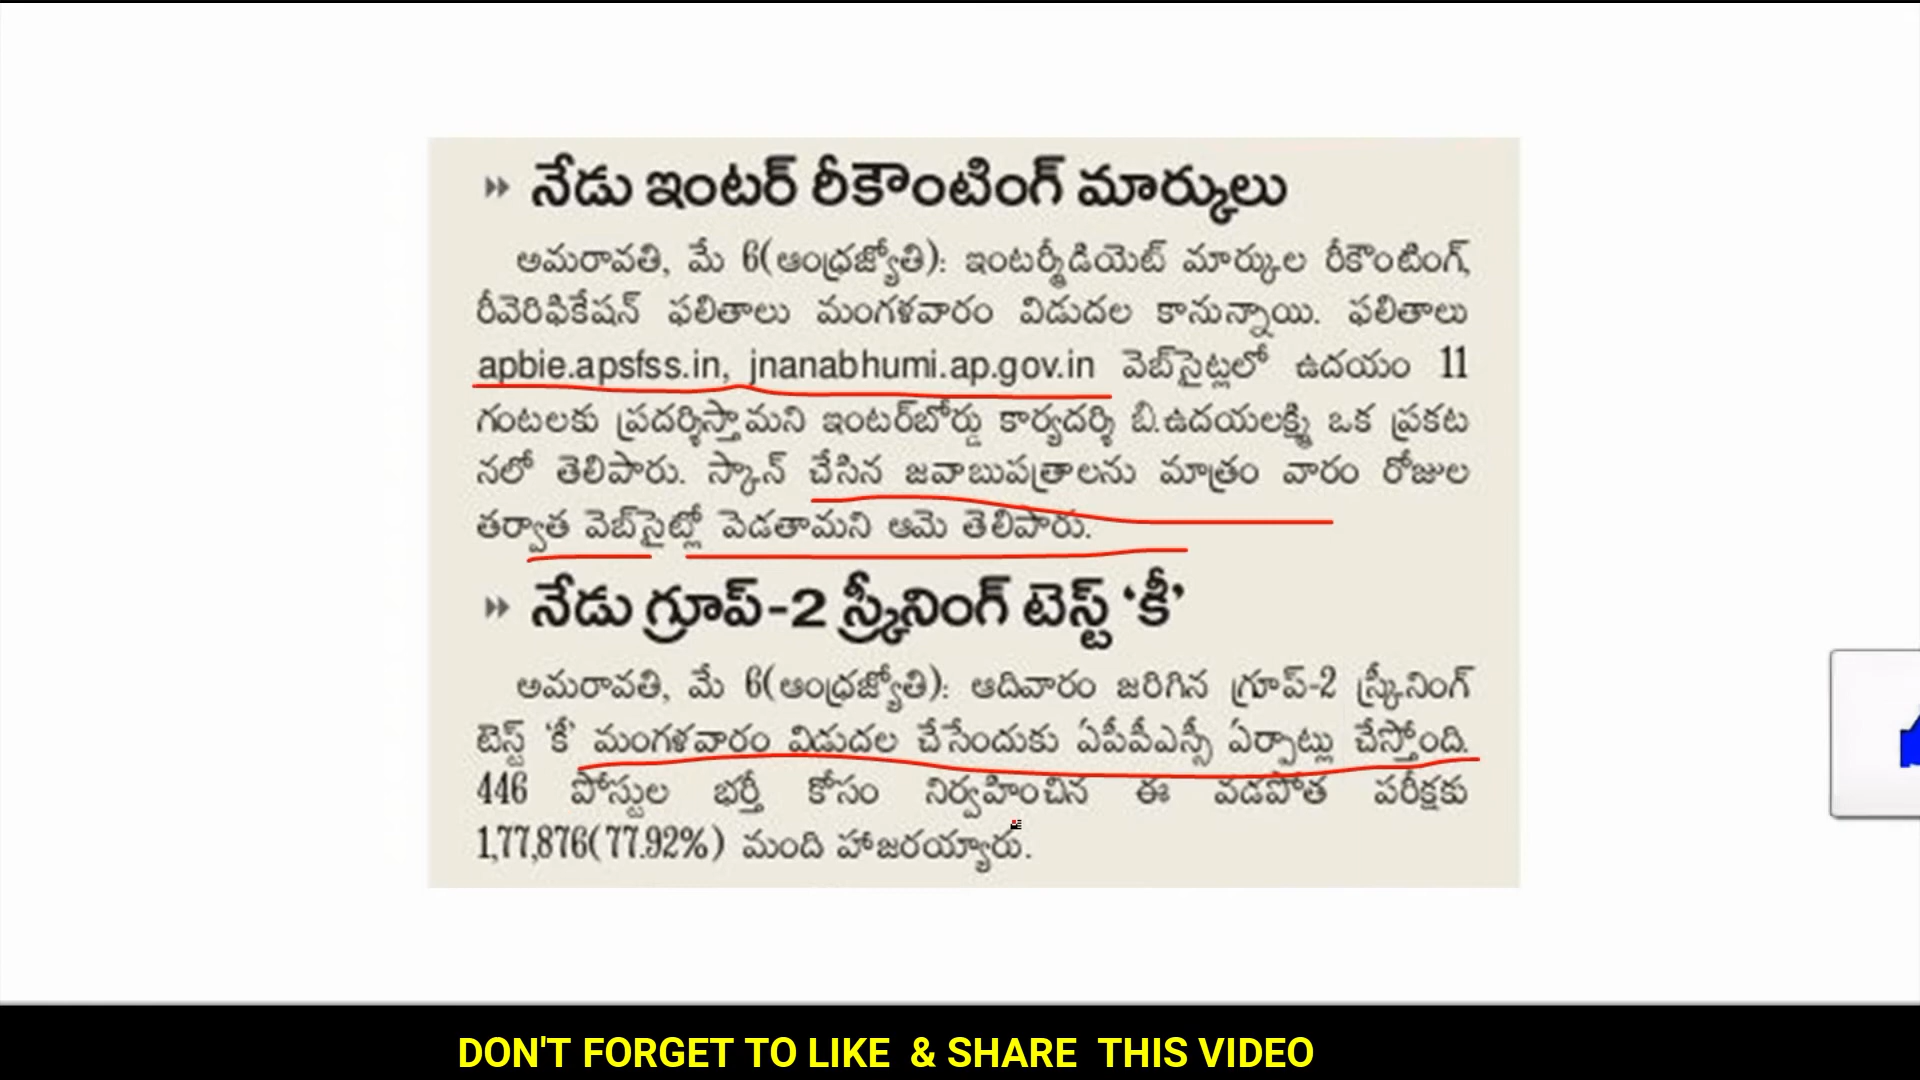 నేడు ఇంటర్ రీకౌంటింగ్ మార్కులు
అమరావతి, మే 6(ఆంధ్రజ్యోతి): ఇంటర్మీడియెట్ మార్కుల రీకౌంటింగ్,
రీవెరిఫికేషన్ ఫలితాలు మంగళవారం విడుదల కానున్నాయి. ఫలితాలు
apbie.apsfss.in, jnanabhumi.ap.gov.in వెబ్‌సైట్లలో ఉదయం 11
గంటలకు ప్రదర్శిస్తామని ఇంటర్‌బోర్డు కార్యదర్శి బి.ఉదయలక్ష్మి ఒక ప్రకట
నలో తెలిపారు. స్కాన్ చేసిన జవాబుపత్రాలను మాత్రం వారం రోజుల
తర్వాత వెబ్‌సైట్లో వెడతామని ఆమె తెలిపారు.
నేడు గ్రూప్-2 స్క్రీనింగ్ టెస్ట్ ‘కీ’
అమరావతి, మే 6(ఆంధ్రజ్యోతి): ఆదివారం జరిగిన గ్రూప్-2 స్క్రీనింగ్
టెస్ట్ ‘కీ’ మంగళవారం విడుదల చేసేందుకు ఏపీపీఎస్సీ ఏర్పాట్లు చేస్తోంది.
446 పోస్టుల భర్తీ కోసం నిర్వహించిన ఈ వడపోత పరీక్షకు
1,77,876(77.92%) మంది హాజరయ్యారు.
DON'T FORGET TO LIKE & SHARE THIS VIDEO